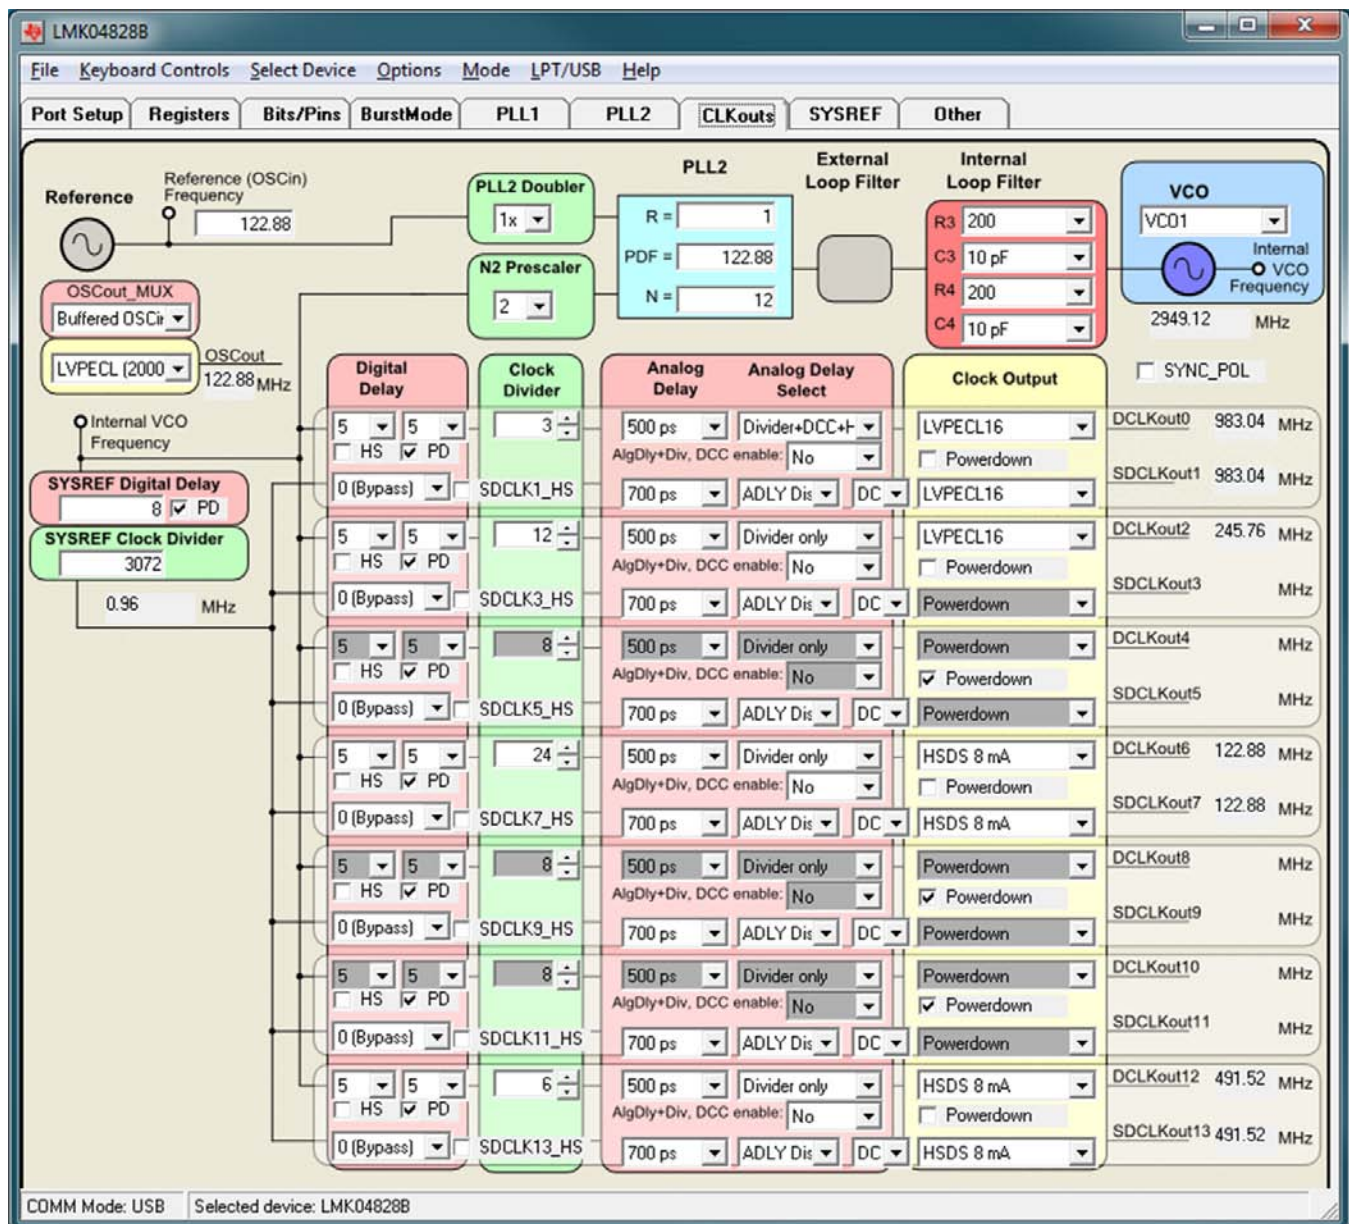 LMK04828B
File Keyboard Controls Select Device Options Mode LPT/USB Help
Port Setup Registers Bits/Pins BurstMode PLL1 PLL2 CLKouts SYSREF Other
Reference
Reference (OSCin)
Frequency
122.88
PLL2 Doubler
1x
N2 Prescaler
2
PLL2
R = 1
PDF = 122.88
N = 12
External
Loop Filter
Internal
Loop Filter
R3 200
C3 10 pF
R4 200
C4 10 pF
VCO
VCO1
Internal
VCO
Frequency
2949.12 MHz
OSCout_MUX
Buffered OSCir
LVPECL (2000
OSCout
122.88 MHz
SYNC_POL
Internal VCO
Frequency
SYSREF Digital Delay
8 PD
SYSREF Clock Divider
3072
0.96 MHz
Digital
Delay
Clock
Divider
Analog
Delay
Analog Delay
Select
Clock Output
5 5 3 500 ps Divider+DCC+H LVPECL16 DCLKout0 983.04 MHz
HS PD AlgDly+Div, DCC enable: No Powerdown
0 (Bypass) SDCLK1_HS 700 ps ADLY Dis DC LVPECL16 SDCLKout1 983.04 MHz
5 5 12 500 ps Divider only LVPECL16 DCLKout2 245.76 MHz
HS PD AlgDly+Div, DCC enable: No Powerdown
0 (Bypass) SDCLK3_HS 700 ps ADLY Dis DC Powerdown SDCLKout3 MHz
5 5 8 500 ps Divider only Powerdown DCLKout4 MHz
HS PD AlgDly+Div, DCC enable: No Powerdown
0 (Bypass) SDCLK5_HS 700 ps ADLY Dis DC Powerdown SDCLKout5 MHz
5 5 24 500 ps Divider only HSDS 8 mA DCLKout6 122.88 MHz
HS PD AlgDly+Div, DCC enable: No Powerdown
0 (Bypass) SDCLK7_HS 700 ps ADLY Dis DC HSDS 8 mA SDCLKout7 122.88 MHz
5 5 8 500 ps Divider only Powerdown DCLKout8 MHz
HS PD AlgDly+Div, DCC enable: No Powerdown
0 (Bypass) SDCLK9_HS 700 ps ADLY Dis DC Powerdown SDCLKout9 MHz
5 5 8 500 ps Divider only Powerdown DCLKout10 MHz
HS PD AlgDly+Div, DCC enable: No Powerdown
0 (Bypass) SDCLK11_HS 700 ps ADLY Dis DC Powerdown SDCLKout11 MHz
5 5 6 500 ps Divider only HSDS 8 mA DCLKout12 491.52 MHz
HS PD AlgDly+Div, DCC enable: No Powerdown
0 (Bypass) SDCLK13_HS 700 ps ADLY Dis DC HSDS 8 mA SDCLKout13 491.52 MHz
COMM Mode: USB Selected device: LMK04828B